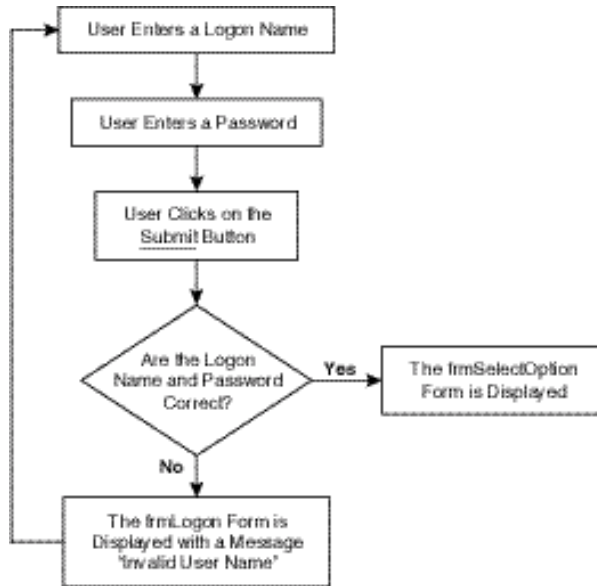 User Enters a Logon Name
User Enters a Password
User Clicks on the
Submit Button
Are the Logon
Name and Password
Correct?
Yes
The frmSelectOption
Form is Displayed
No
The frmLogon Form is
Displayed with a Message
"Invalid User Name"